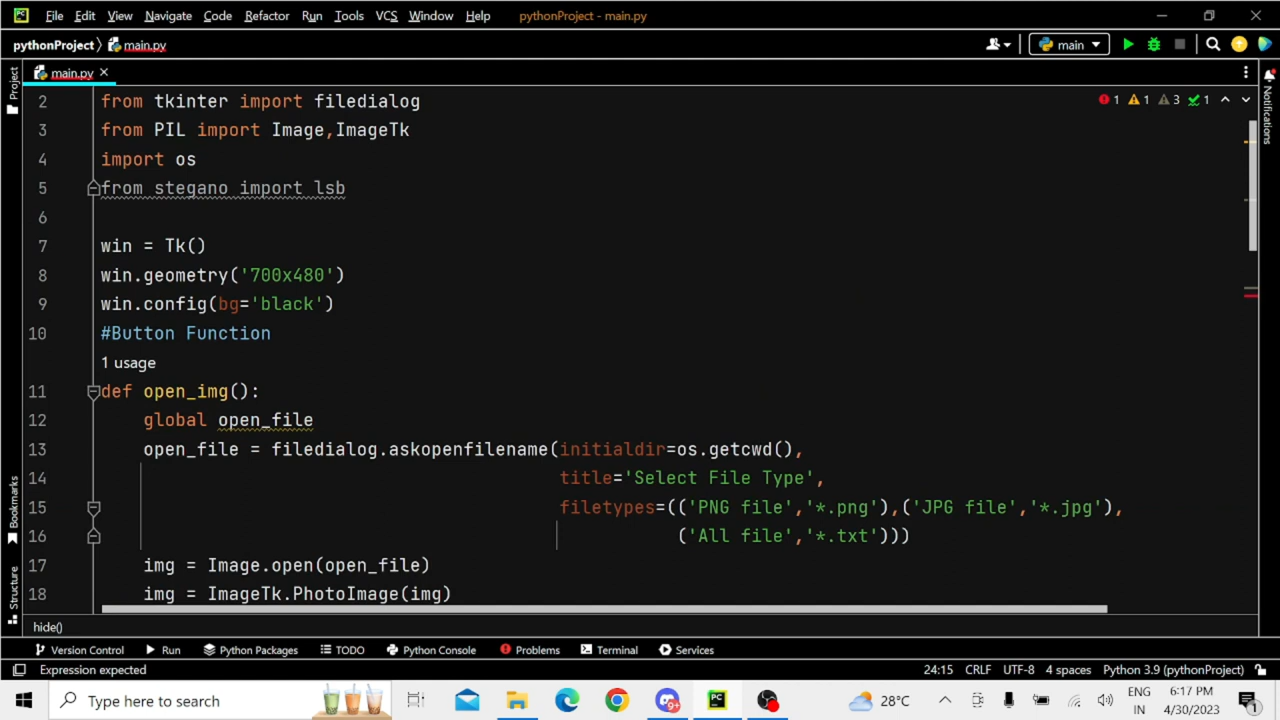 File Edit View Navigate Code Refactor Run Tools VCS Window Help pythonProject - main.py
pythonProject main.py main
main.py
Project
Notifications
2 from tkinter import filedialog 1 1 3 1
3 from PIL import Image,ImageTk
4 import os
5 from stegano import lsb
6
7 win = Tk()
8 win.geometry('700x480')
9 win.config(bg='black')
10 #Button Function
1 usage
11 def open_img():
12 global open_file
13 open_file = filedialog.askopenfilename(initialdir=os.getcwd(),
14 title='Select File Type',
15 filetypes=(('PNG file','*.png'),('JPG file','*.jpg'),
16 ('All file','*.txt')))
17 img = Image.open(open_file)
18 img = ImageTk.PhotoImage(img)
Bookmarks
Structure
hide()
Version Control Run Python Packages TODO Python Console Problems Terminal Services
Expression expected 24:15 CRLF UTF-8 4 spaces Python 3.9 (pythonProject)
Type here to search 9+ 28°C ENG 6:17 PM
IN 4/30/2023 1